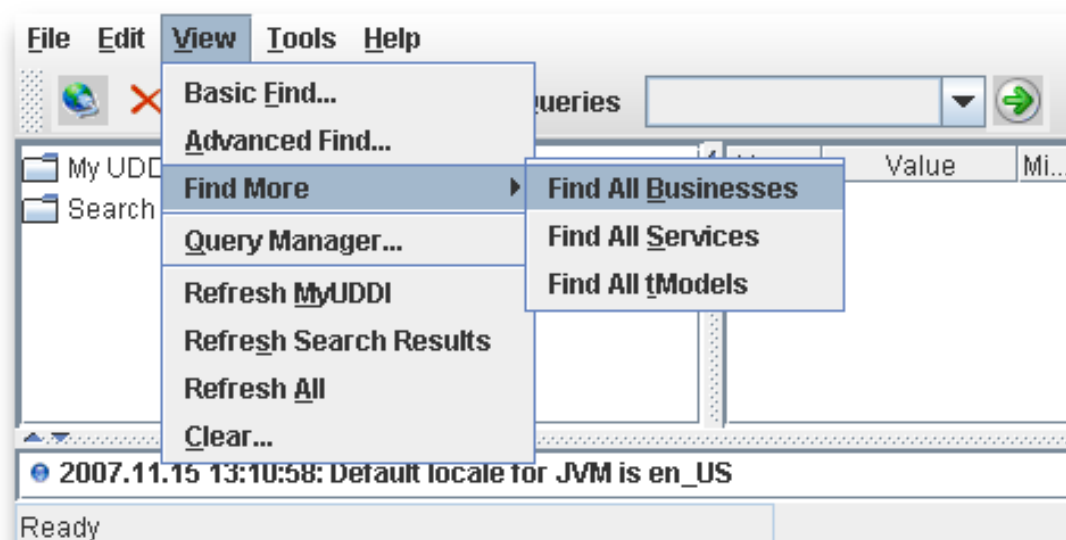 File Edit View Tools Help
Basic Find...
Queries
Advanced Find...
My UDD
Value Mi...
Find More
Find All Businesses
Search
Query Manager...
Find All Services
Refresh MyUDDI
Find All tModels
Refresh Search Results
Refresh All
Clear...
2007.11.15 13:10:58: Default locale for JVM is en_US
Ready